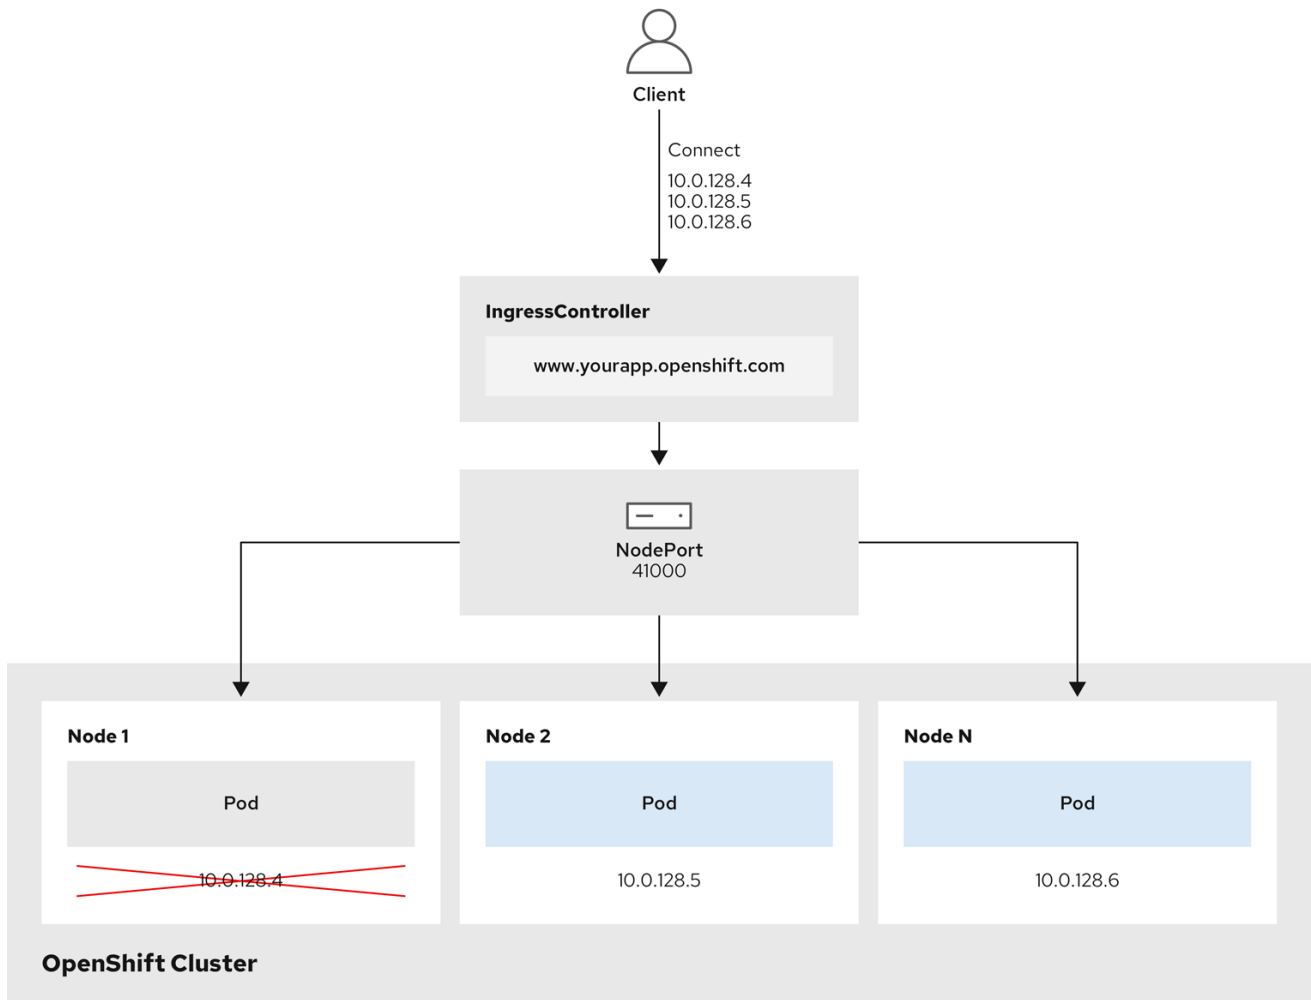 Client
Connect
10.0.128.4
10.0.128.5
10.0.128.6
IngressController
www.yourapp.openshift.com
NodePort
41000
Node 1
Pod
10.0.128.4
Node 2
Pod
10.0.128.5
Node N
Pod
10.0.128.6
OpenShift Cluster